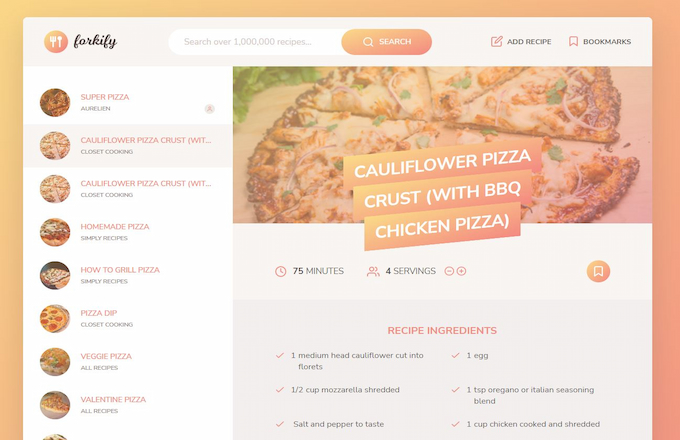 forkify
Search over 1,000,000 recipes...
SEARCH
ADD RECIPE
BOOKMARKS
SUPER PIZZA
AURELIEN
CAULIFLOWER PIZZA CRUST (WIT...
CLOSET COOKING
CAULIFLOWER PIZZA CRUST (WIT...
CLOSET COOKING
HOMEMADE PIZZA
SIMPLY RECIPES
HOW TO GRILL PIZZA
SIMPLY RECIPES
PIZZA DIP
CLOSET COOKING
VEGGIE PIZZA
ALL RECIPES
VALENTINE PIZZA
ALL RECIPES
CAULIFLOWER PIZZA
CRUST (WITH BBQ
CHICKEN PIZZA)
75 MINUTES
4 SERVINGS
RECIPE INGREDIENTS
1 medium head cauliflower cut into
florets
1 egg
1/2 cup mozzarella shredded
1 tsp oregano or italian seasoning
blend
Salt and pepper to taste
1 cup chicken cooked and shredded